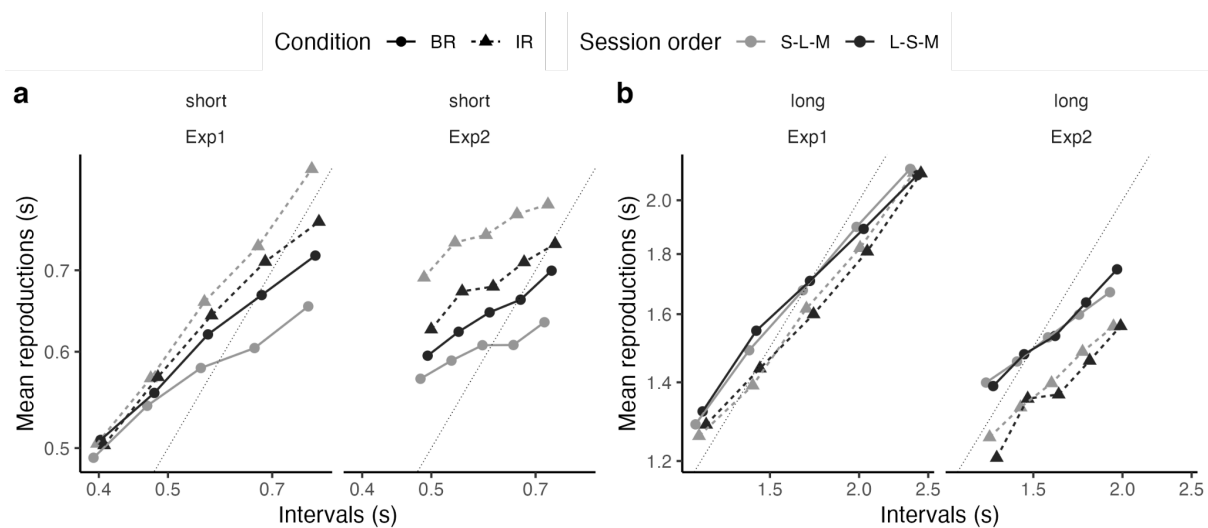 Condition BR IR Session order S-L-M L-S-M
a short short b long long
Exp1 Exp2 Exp1 Exp2
Mean reproductions (s)
0.7
0.6
0.5
0.4 0.5 0.7 0.4 0.5 0.7
Intervals (s)
Mean reproductions (s)
2.0
1.8
1.6
1.4
1.2
1.5 2.0 2.5 1.5 2.0 2.5
Intervals (s)